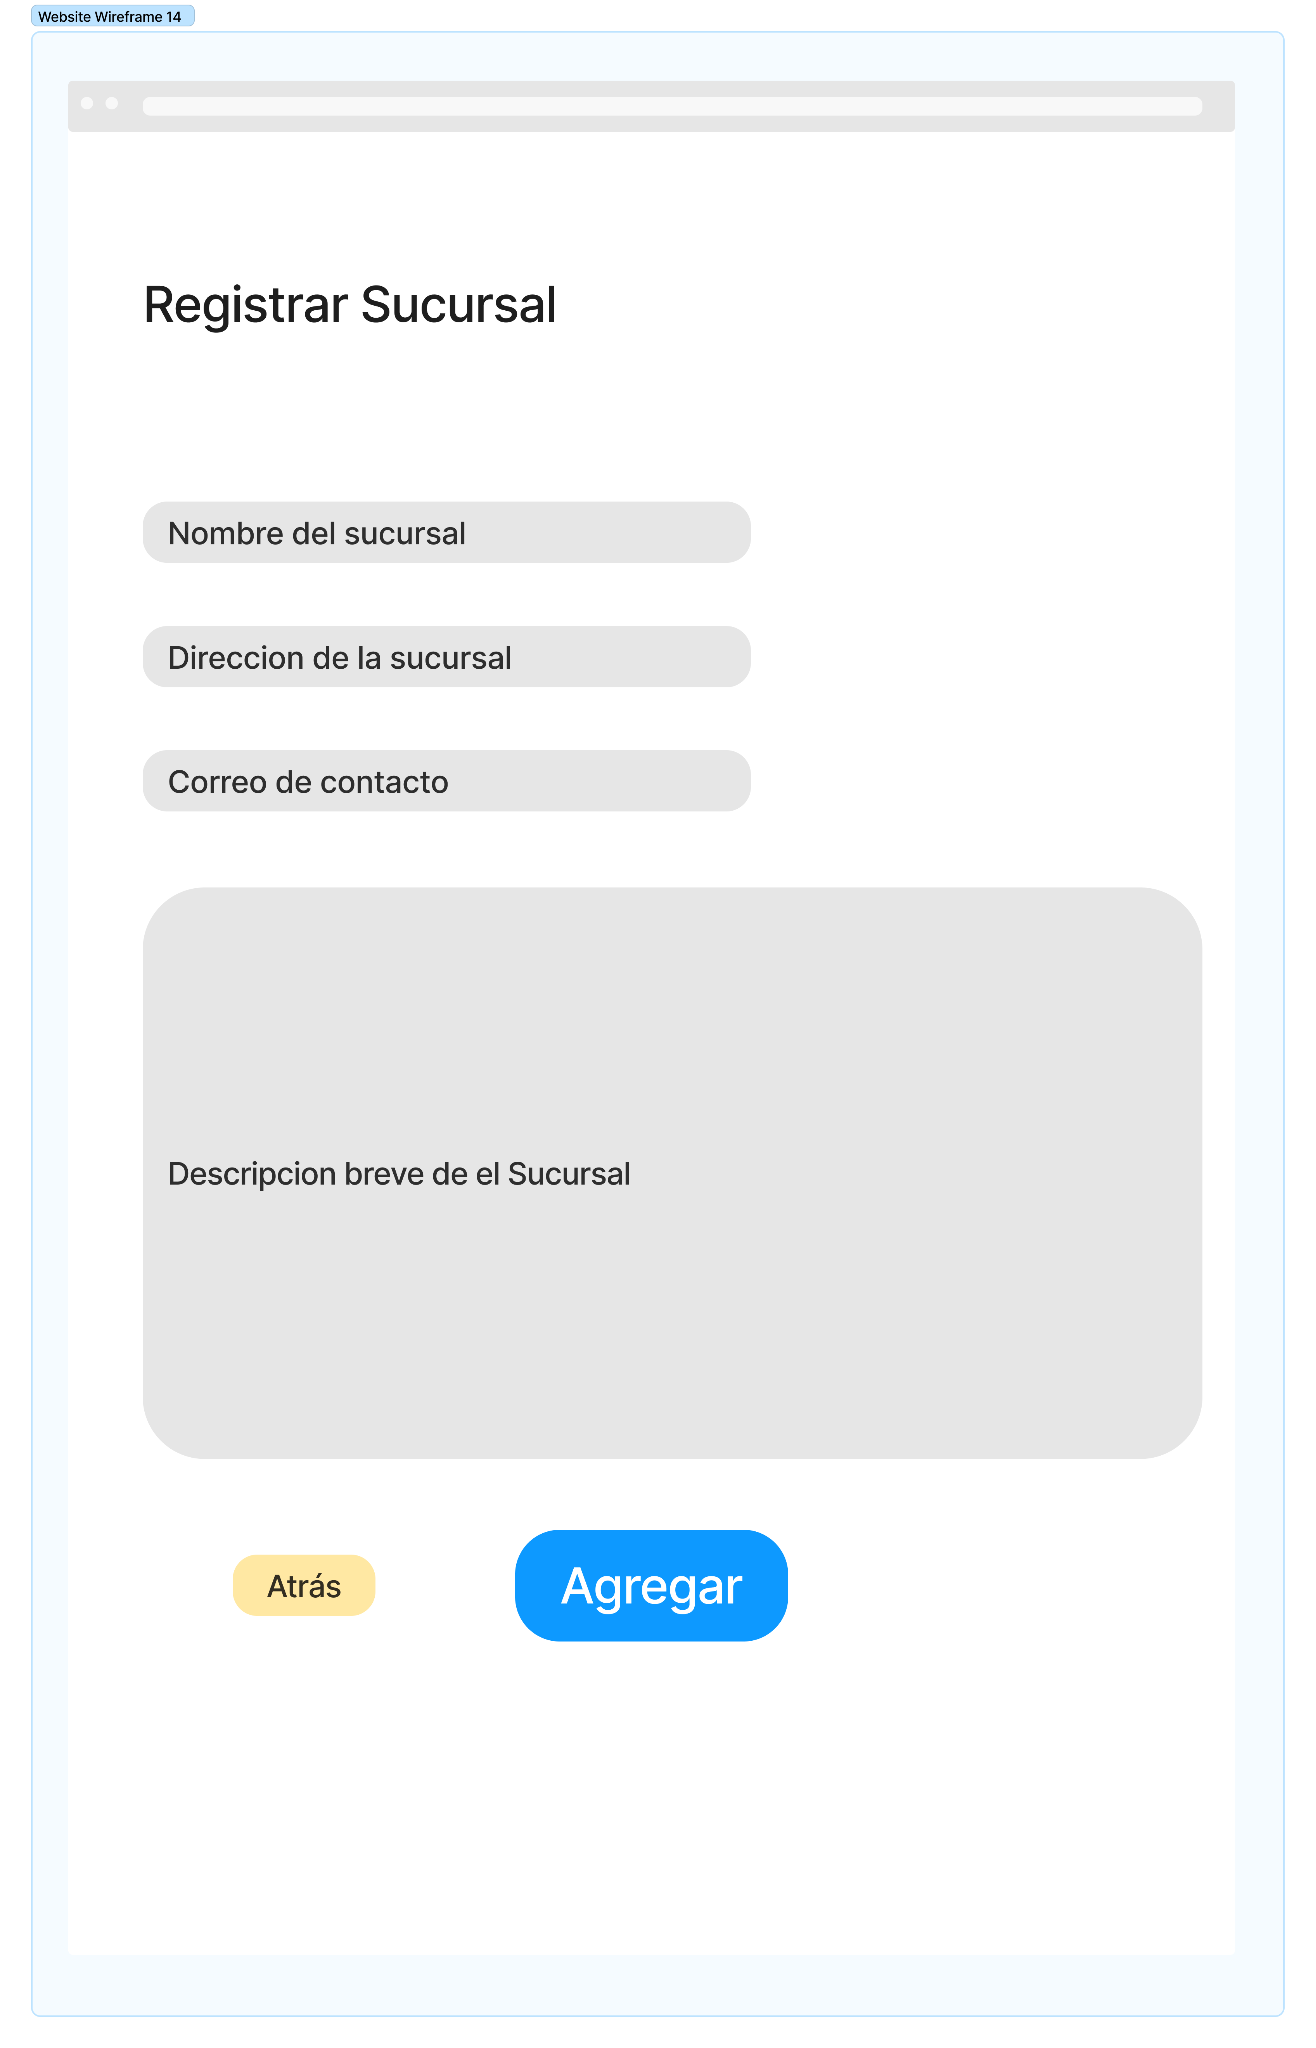 Website Wireframe 14
Registrar Sucursal
Nombre del sucursal
Direccion de la sucursal
Correo de contacto
Descripcion breve de el Sucursal
Atrás
Agregar